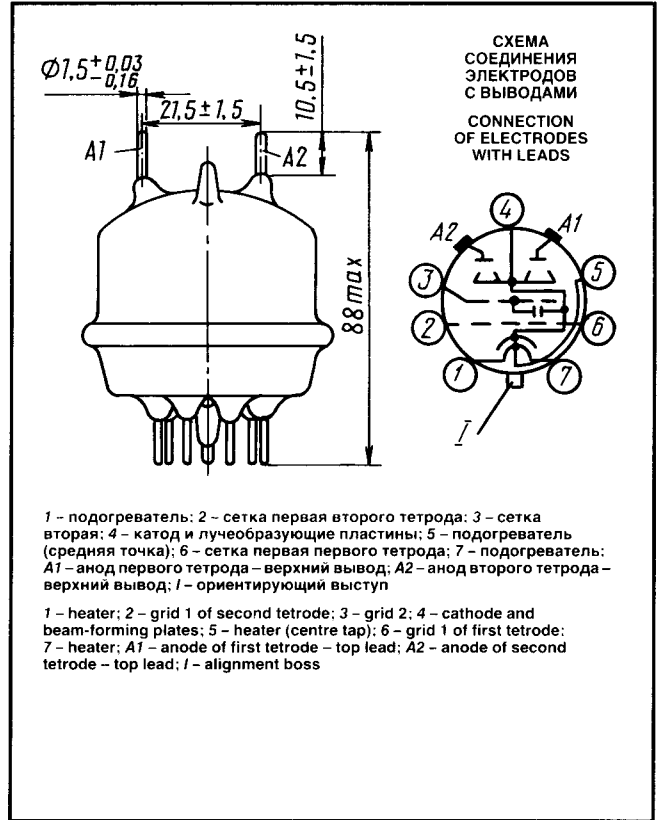 Ø1,5+0,03
−0,16
21,5±1,5
10,5±1,5
A1
A2
88max
СХЕМА
СОЕДИНЕНИЯ
ЭЛЕКТРОДОВ
С ВЫВОДАМИ
CONNECTION
OF ELECTRODES
WITH LEADS
4
A2
A1
3
5
2
6
1
7
I
1 – подогреватель; 2 – сетка первая второго тетрода; 3 – сетка
вторая; 4 – катод и лучеобразующие пластины; 5 – подогреватель
(средняя точка); 6 – сетка первая первого тетрода; 7 – подогреватель;
A1 – анод первого тетрода – верхний вывод; A2 – анод второго тетрода –
верхний вывод; I – ориентирующий выступ
1 – heater; 2 – grid 1 of second tetrode; 3 – grid 2; 4 – cathode and
beam-forming plates; 5 – heater (centre tap); 6 – grid 1 of first tetrode;
7 – heater; A1 – anode of first tetrode – top lead; A2 – anode of second
tetrode – top lead; I – alignment boss